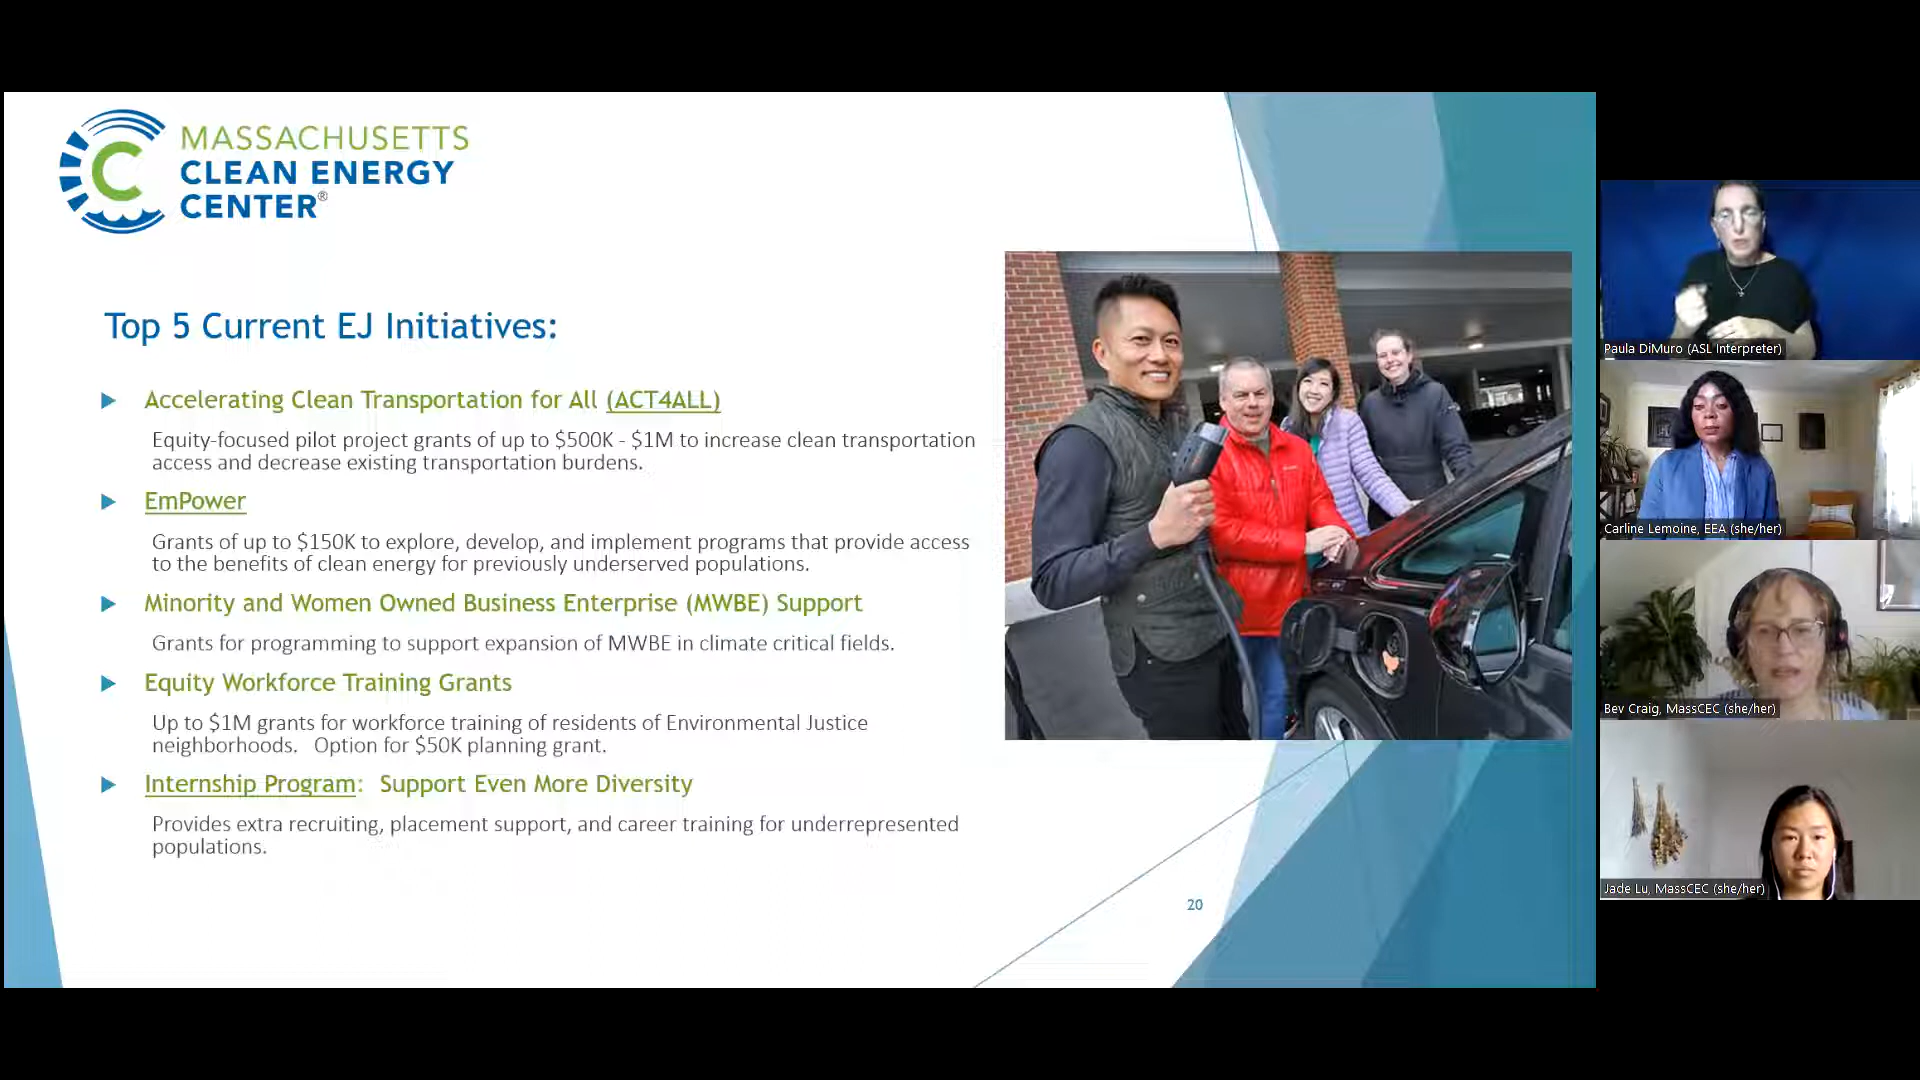 MASSACHUSETTS
CLEAN ENERGY
CENTER®
Top 5 Current EJ Initiatives:
Accelerating Clean Transportation for All (ACT4ALL)
Equity-focused pilot project grants of up to $500K - $1M to increase clean transportation
access and decrease existing transportation burdens.
EmPower
Grants of up to $150K to explore, develop, and implement programs that provide access
to the benefits of clean energy for previously underserved populations.
Minority and Women Owned Business Enterprise (MWBE) Support
Grants for programming to support expansion of MWBE in climate critical fields.
Equity Workforce Training Grants
Up to $1M grants for workforce training of residents of Environmental Justice
neighborhoods. Option for $50K planning grant.
Internship Program: Support Even More Diversity
Provides extra recruiting, placement support, and career training for underrepresented
populations.
20
Paula DiMuro (ASL Interpreter)
Carline Lemoine, EEA (she/her)
Bev Craig, MassCEC (she/her)
Jade Lu, MassCEC (she/her)